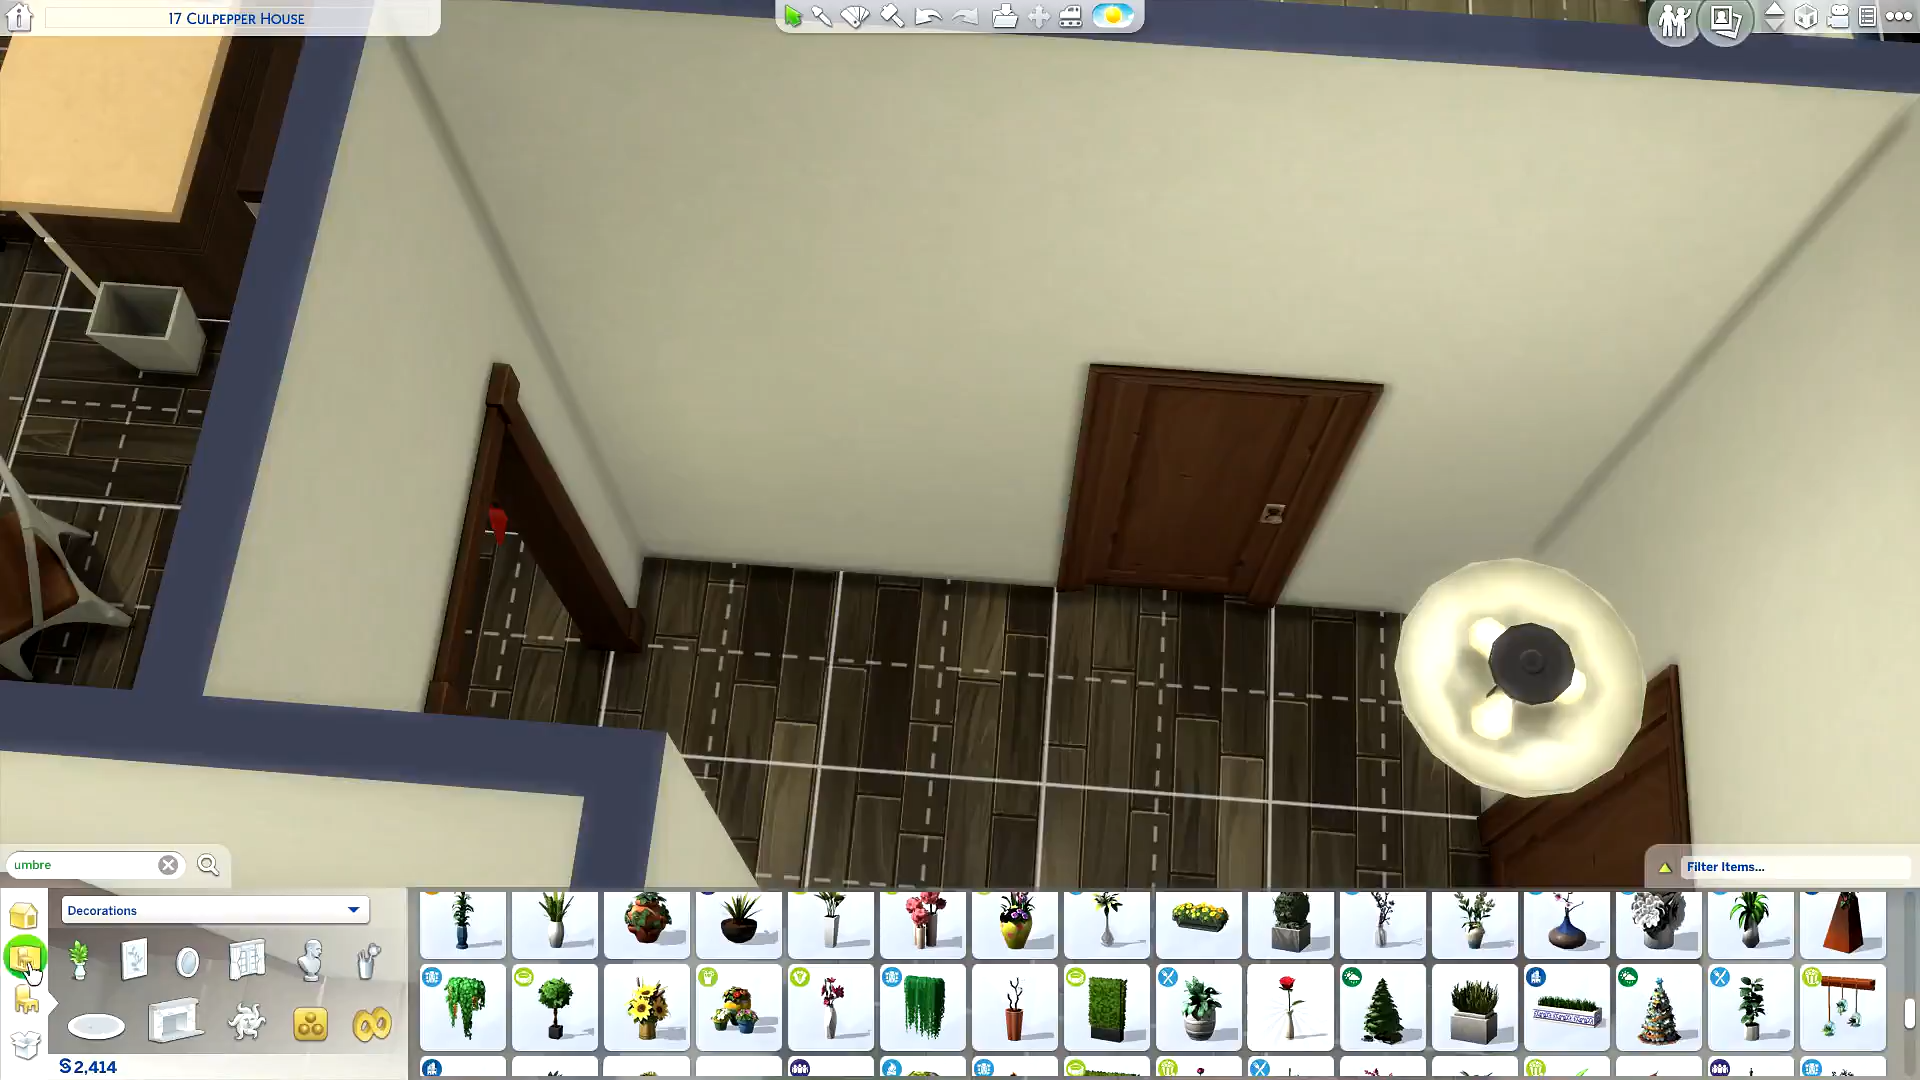 17 Culpepper House
umbre
Filter Items...
Decorations
§2,414